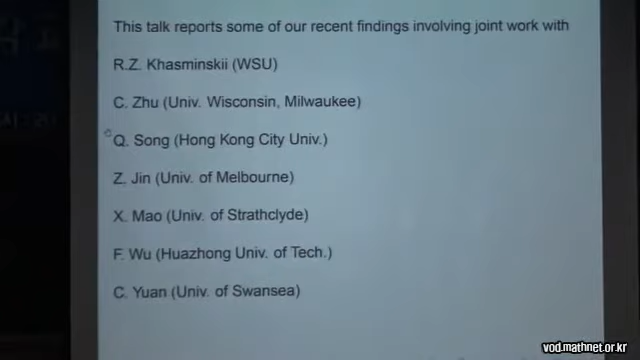 This talk reports some of our recent findings involving joint work with
R.Z. Khasminskii (WSU)
C. Zhu (Univ. Wisconsin, Milwaukee)
Q. Song (Hong Kong City Univ.)
Z. Jin (Univ. of Melbourne)
X. Mao (Univ. of Strathclyde)
F. Wu (Huazhong Univ. of Tech.)
C. Yuan (Univ. of Swansea)
vod.mathnet.or.kr